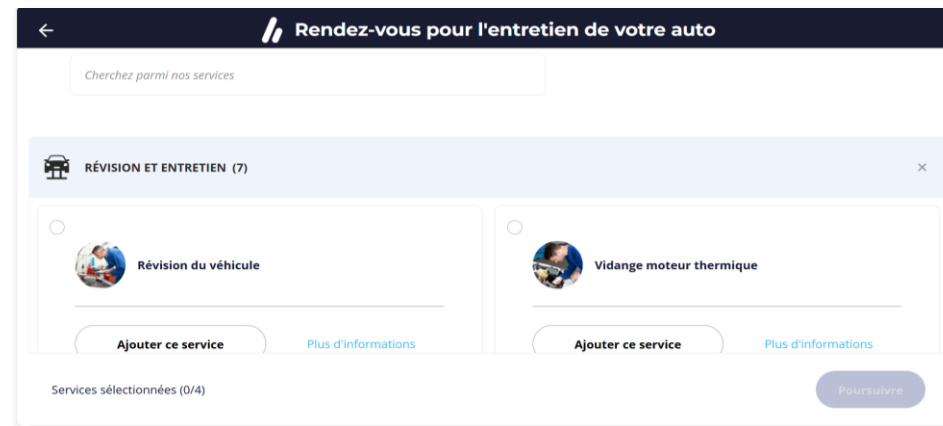 Rendez-vous pour l'entretien de votre auto
Cherchez parmi nos services
RÉVISION ET ENTRETIEN (7)
Révision du véhicule
Vidange moteur thermique
Ajouter ce service
Plus d'informations
Ajouter ce service
Plus d'informations
Services sélectionnées (0/4)
Poursuivre